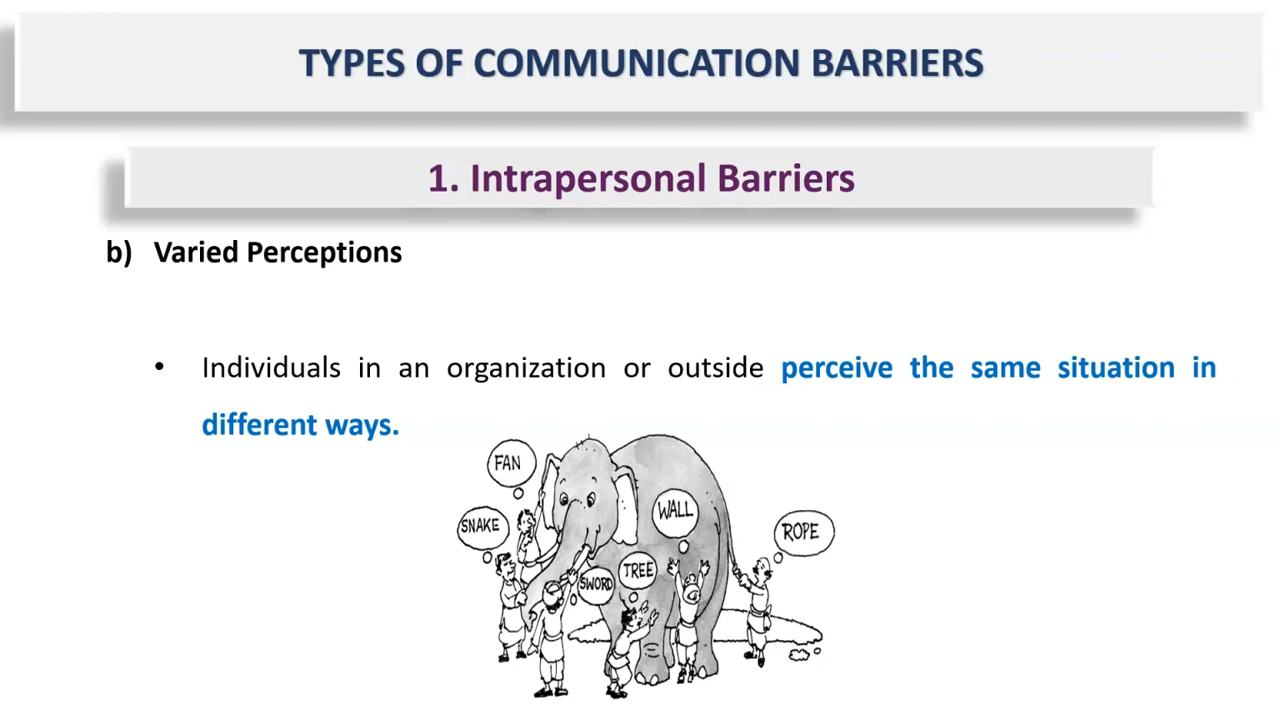 TYPES OF COMMUNICATION BARRIERS
1. Intrapersonal Barriers
b) Varied Perceptions
• Individuals in an organization or outside perceive the same situation in
different ways.
FAN
SNAKE
SWORD
TREE
WALL
ROPE